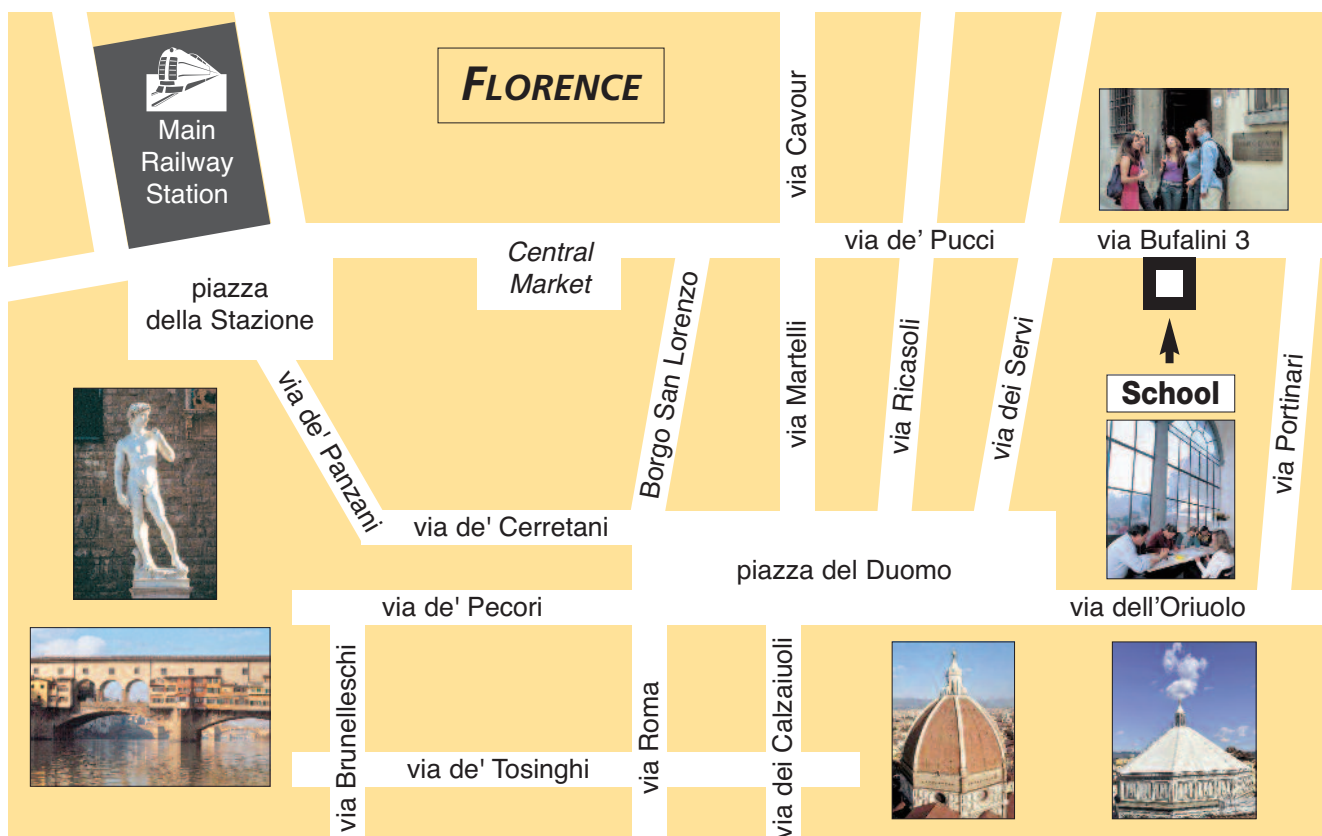 FLORENCE
Main
Railway
Station
via Cavour
via de' Pucci
via Bufalini 3
Central
Market
piazza
della Stazione
Borgo San Lorenzo
via Martelli
via Ricasoli
via dei Servi
School
via Portinari
via de' Panzani
via de' Cerretani
piazza del Duomo
via de' Pecori
via dell'Oriuolo
via Brunelleschi
via Roma
via dei Calzaiuoli
via de' Tosinghi